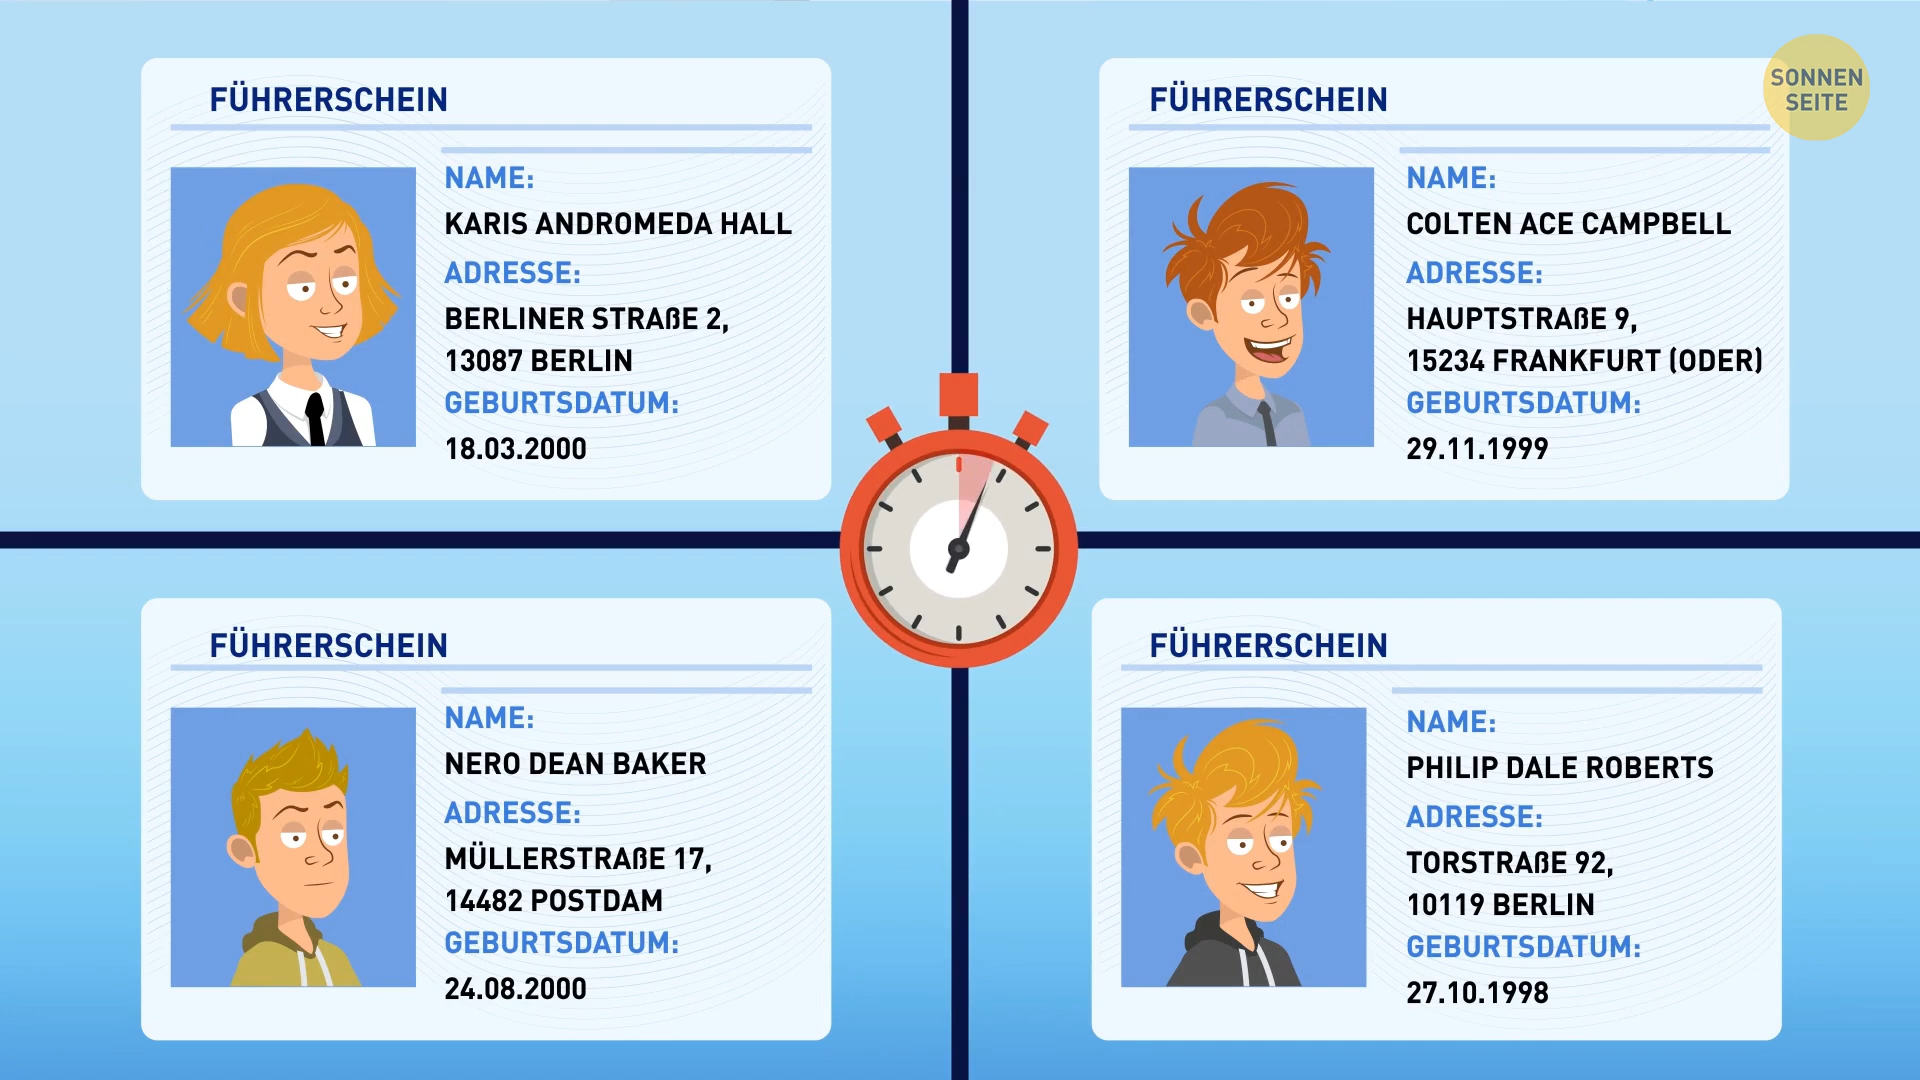 FÜHRERSCHEIN
NAME:
KARIS ANDROMEDA HALL
ADRESSE:
BERLINER STRAßE 2,
13087 BERLIN
GEBURTSDATUM:
18.03.2000
FÜHRERSCHEIN
NAME:
COLTEN ACE CAMPBELL
ADRESSE:
HAUPTSTRAßE 9,
15234 FRANKFURT (ODER)
GEBURTSDATUM:
29.11.1999
SONNEN
SEITE
FÜHRERSCHEIN
NAME:
NERO DEAN BAKER
ADRESSE:
MÜLLERSTRAßE 17,
14482 POSTDAM
GEBURTSDATUM:
24.08.2000
FÜHRERSCHEIN
NAME:
PHILIP DALE ROBERTS
ADRESSE:
TORSTRAßE 92,
10119 BERLIN
GEBURTSDATUM:
27.10.1998